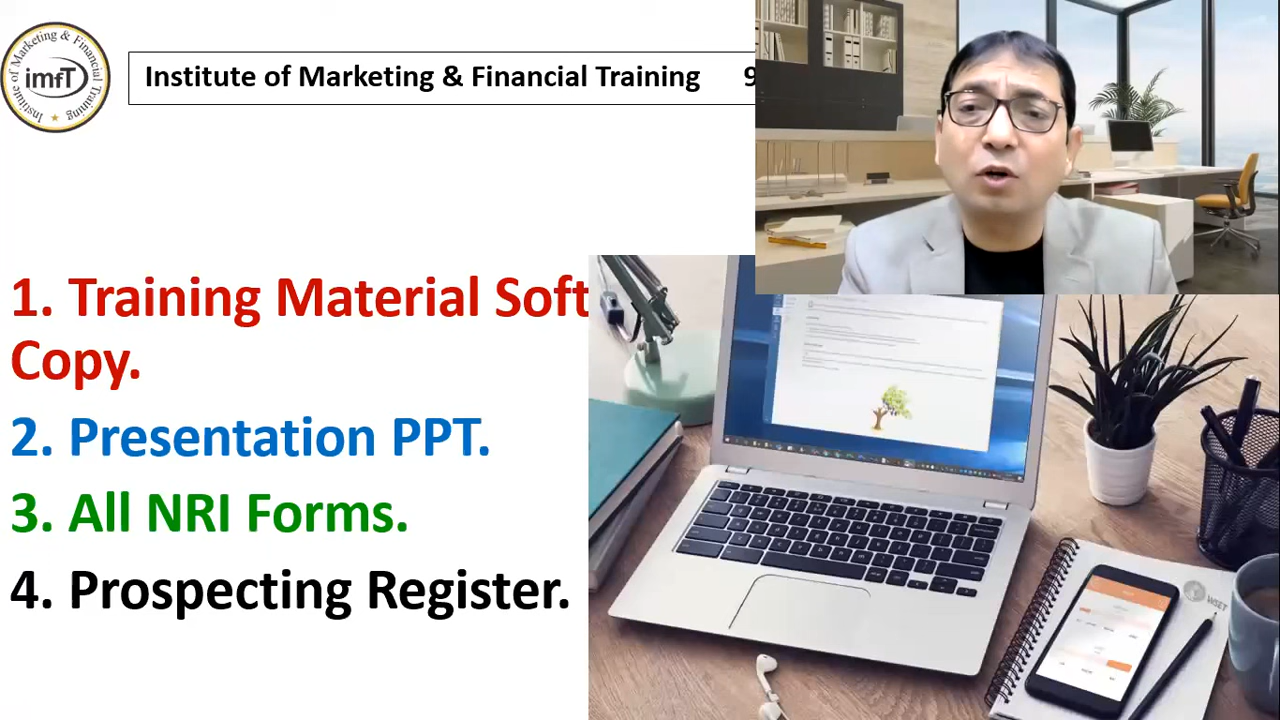 Institute of Marketing & Financial Training
imfT
Institute of Marketing & Financial Training 9
1. Training Material Soft
Copy.
2. Presentation PPT.
3. All NRI Forms.
4. Prospecting Register.
WSET